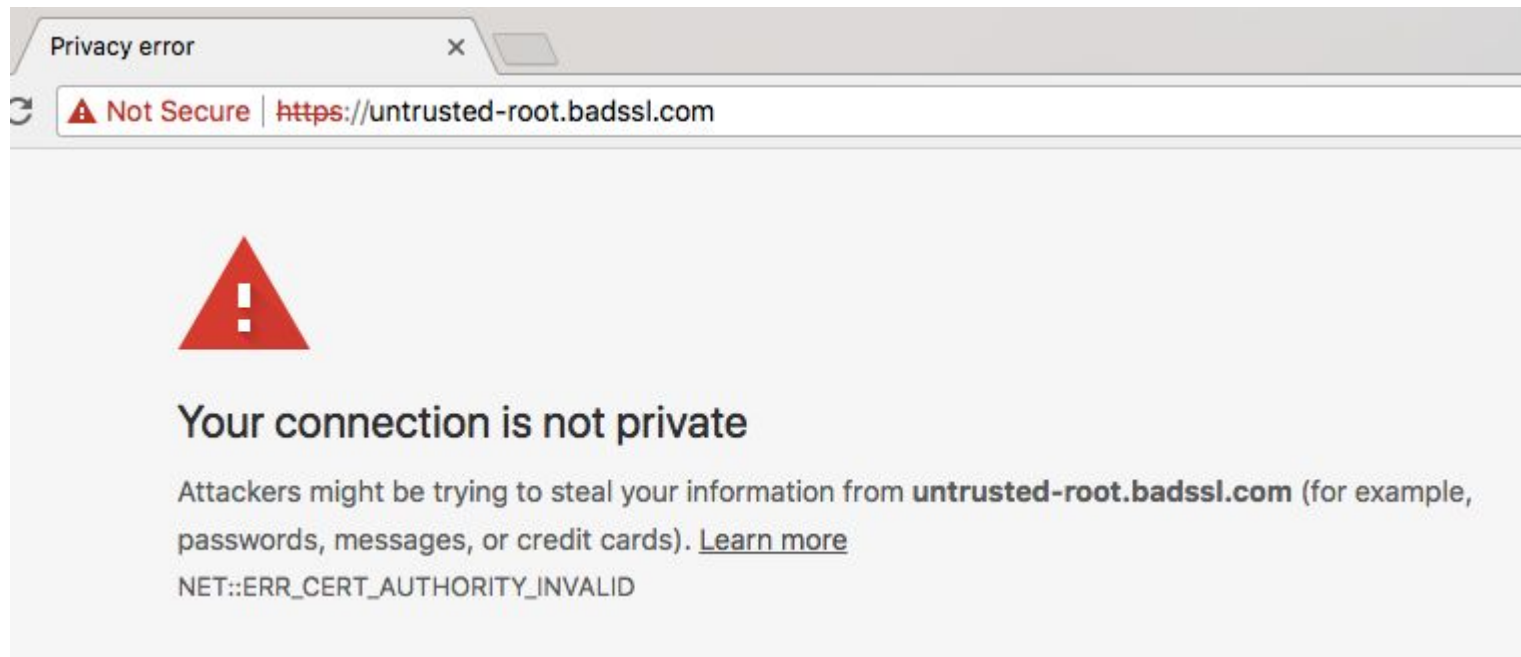 Privacy error
Not Secure | https://untrusted-root.badssl.com
Your connection is not private
Attackers might be trying to steal your information from untrusted-root.badssl.com (for example,
passwords, messages, or credit cards). Learn more
NET::ERR_CERT_AUTHORITY_INVALID